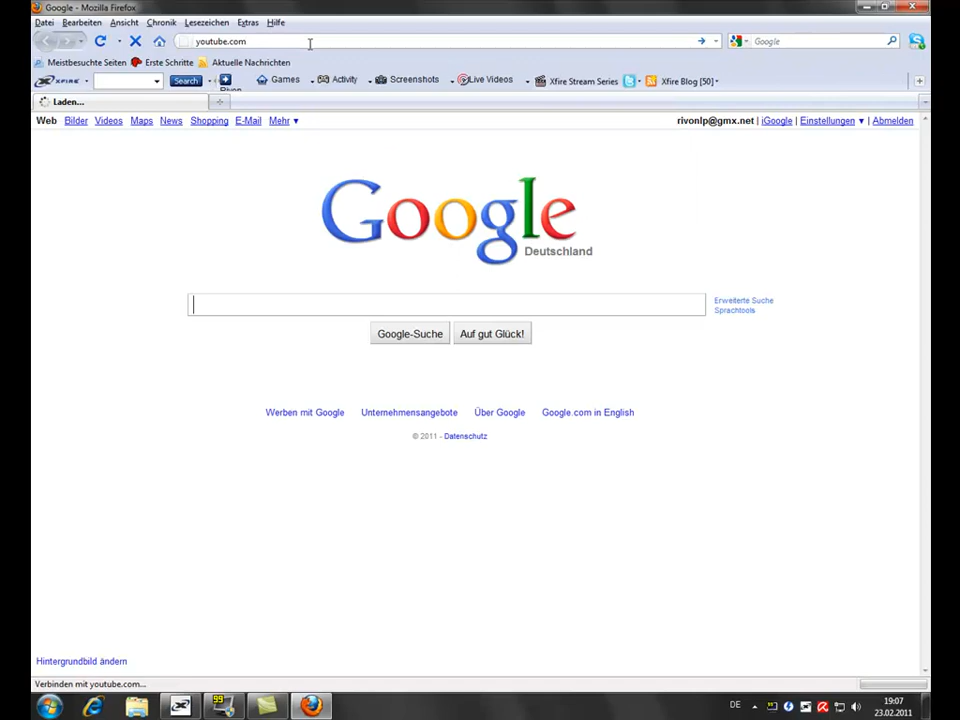 Google - Mozilla Firefox
Datei Bearbeiten Ansicht Chronik Lesezeichen Extras Hilfe
youtube.com Google
Meistbesuchte Seiten Erste Schritte Aktuelle Nachrichten
XFIRE Search Games Activity Screenshots Live Videos Xfire Stream Series Xfire Blog [50]
Laden...
Web Bilder Videos Maps News Shopping E-Mail Mehr ▼ rivonlp@gmx.net | iGoogle | Einstellungen ▼ | Abmelden
Google
Deutschland
Erweiterte Suche
Sprachtools
Google-Suche Auf gut Glück!
Werben mit Google Unternehmensangebote Über Google Google.com in English
© 2011 - Datenschutz
Hintergrundbild ändern
Verbinden mit youtube.com...
99 DE 19:07
23.02.2011